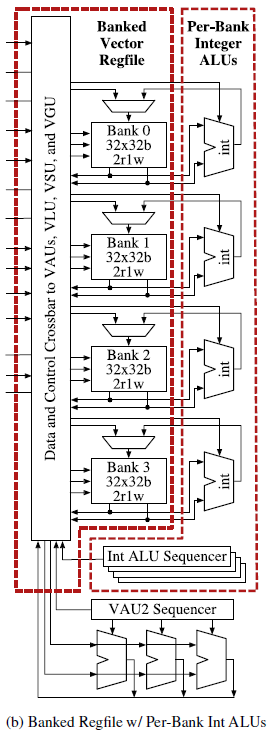 Banked
Vector
Regfile
Per-Bank
Integer
ALUs
Data and Control Crossbar to VAUs, VLU, VSU, and VGU
Bank 0
32x32b
2r1w
int
Bank 1
32x32b
2r1w
int
Bank 2
32x32b
2r1w
int
Bank 3
32x32b
2r1w
int
Int ALU Sequencer
VAU2 Sequencer
(b) Banked Regfile w/ Per-Bank Int ALUs